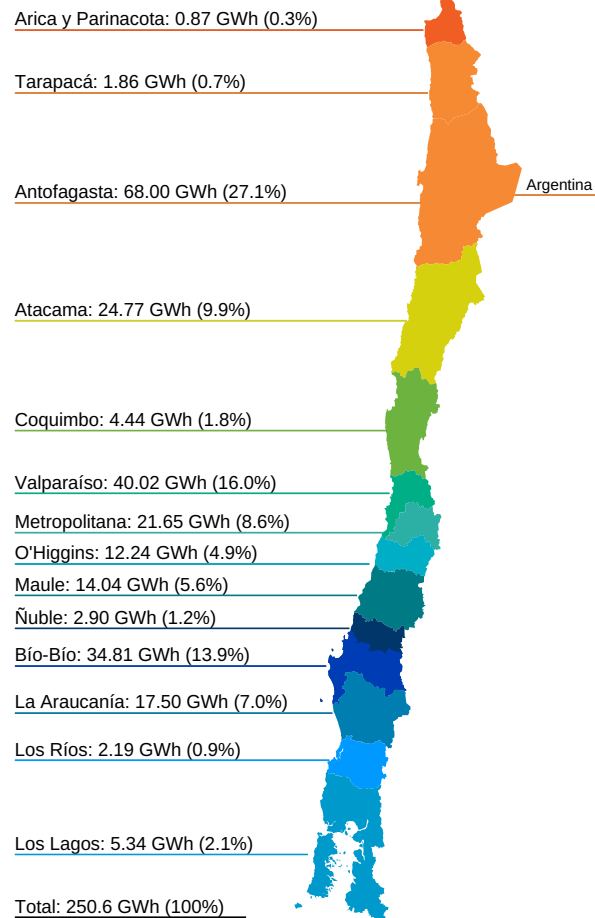 Arica y Parinacota: 0.87 GWh (0.3%)
Tarapacá: 1.86 GWh (0.7%)
Antofagasta: 68.00 GWh (27.1%)
Argentina
Atacama: 24.77 GWh (9.9%)
Coquimbo: 4.44 GWh (1.8%)
Valparaíso: 40.02 GWh (16.0%)
Metropolitana: 21.65 GWh (8.6%)
O'Higgins: 12.24 GWh (4.9%)
Maule: 14.04 GWh (5.6%)
Ñuble: 2.90 GWh (1.2%)
Bío-Bío: 34.81 GWh (13.9%)
La Araucanía: 17.50 GWh (7.0%)
Los Ríos: 2.19 GWh (0.9%)
Los Lagos: 5.34 GWh (2.1%)
Total: 250.6 GWh (100%)